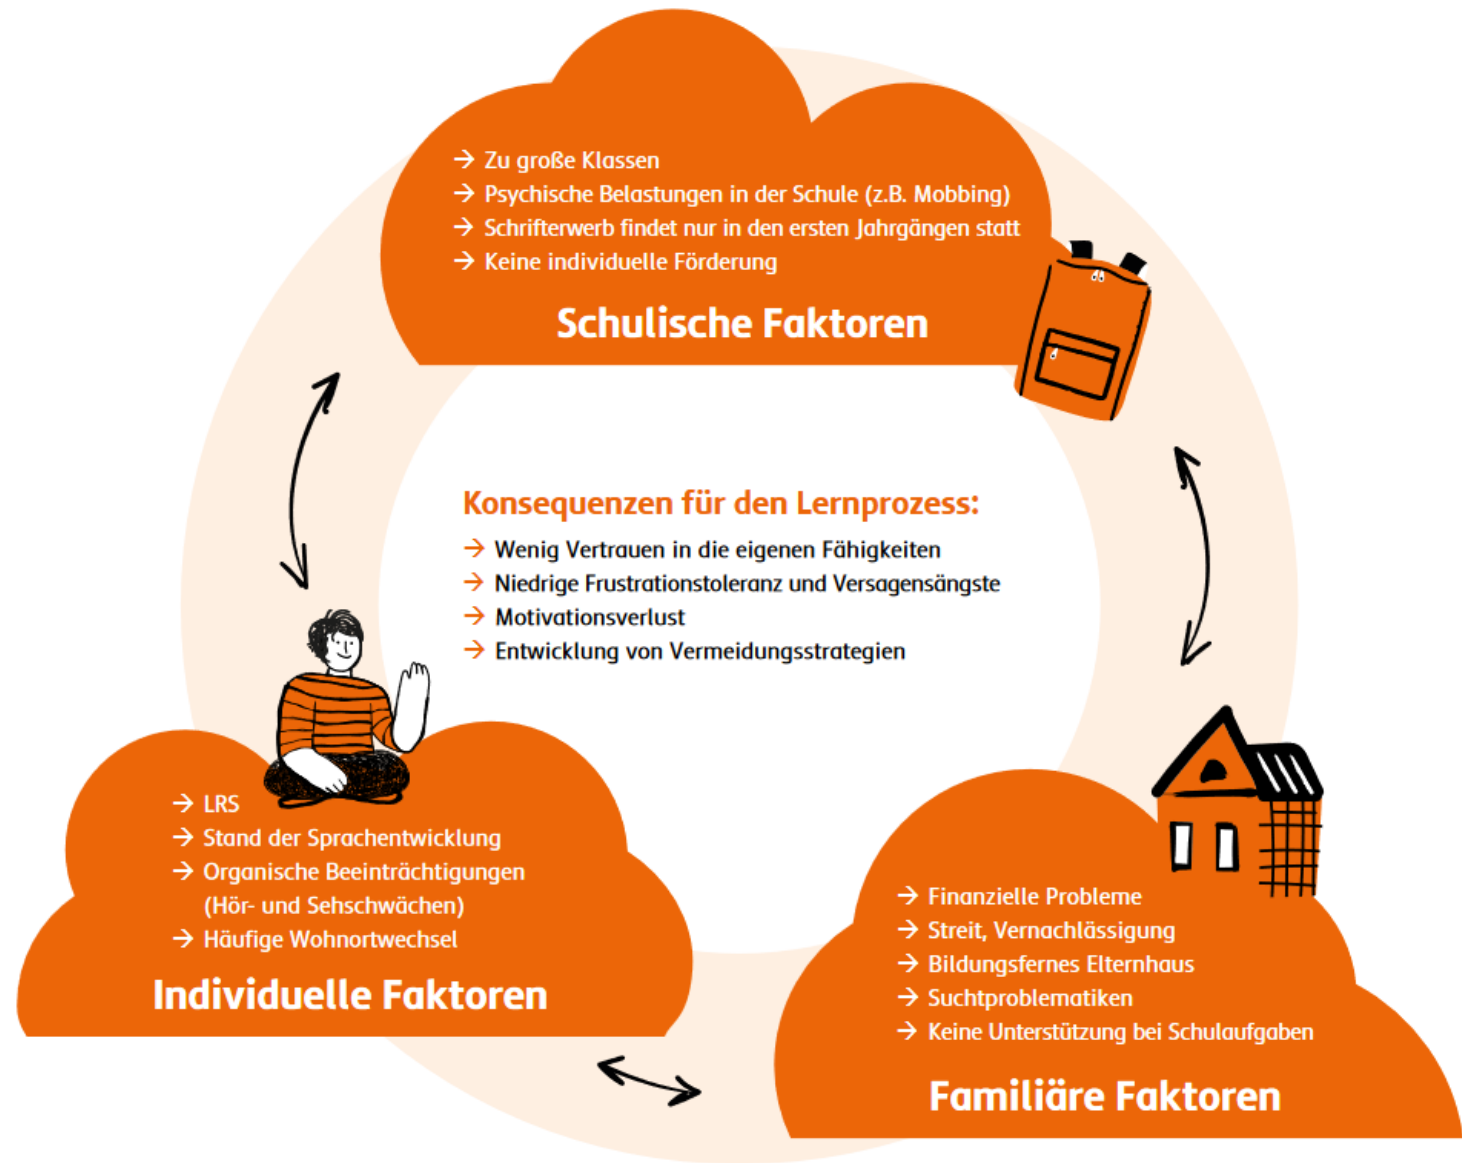 → Zu große Klassen
→ Psychische Belastungen in der Schule (z.B. Mobbing)
→ Schrifterwerb findet nur in den ersten Jahrgängen statt
→ Keine individuelle Förderung
Schulische Faktoren
Konsequenzen für den Lernprozess:
→ Wenig Vertrauen in die eigenen Fähigkeiten
→ Niedrige Frustrationstoleranz und Versagensängste
→ Motivationsverlust
→ Entwicklung von Vermeidungsstrategien
→ LRS
→ Stand der Sprachentwicklung
→ Organische Beeinträchtigungen
(Hör- und Sehschwächen)
→ Häufige Wohnortwechsel
Individuelle Faktoren
→ Finanzielle Probleme
→ Streit, Vernachlässigung
→ Bildungsfernes Elternhaus
→ Suchtproblematiken
→ Keine Unterstützung bei Schulaufgaben
Familiäre Faktoren